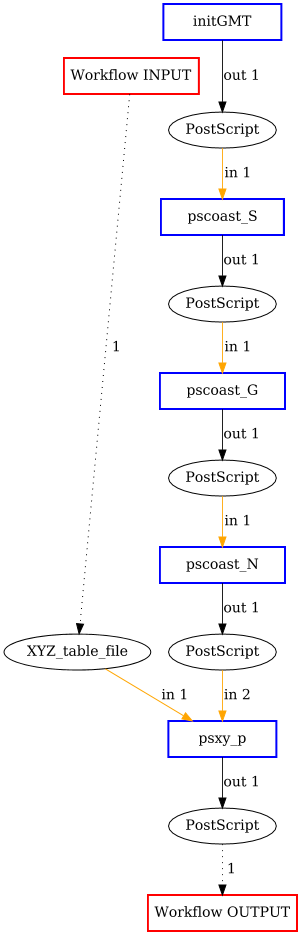 initGMT
Workflow INPUT
out 1
PostScript
in 1
pscoast_S
out 1
PostScript
1
in 1
pscoast_G
out 1
PostScript
in 1
pscoast_N
out 1
XYZ_table_file
PostScript
in 1
in 2
psxy_p
out 1
PostScript
1
Workflow OUTPUT